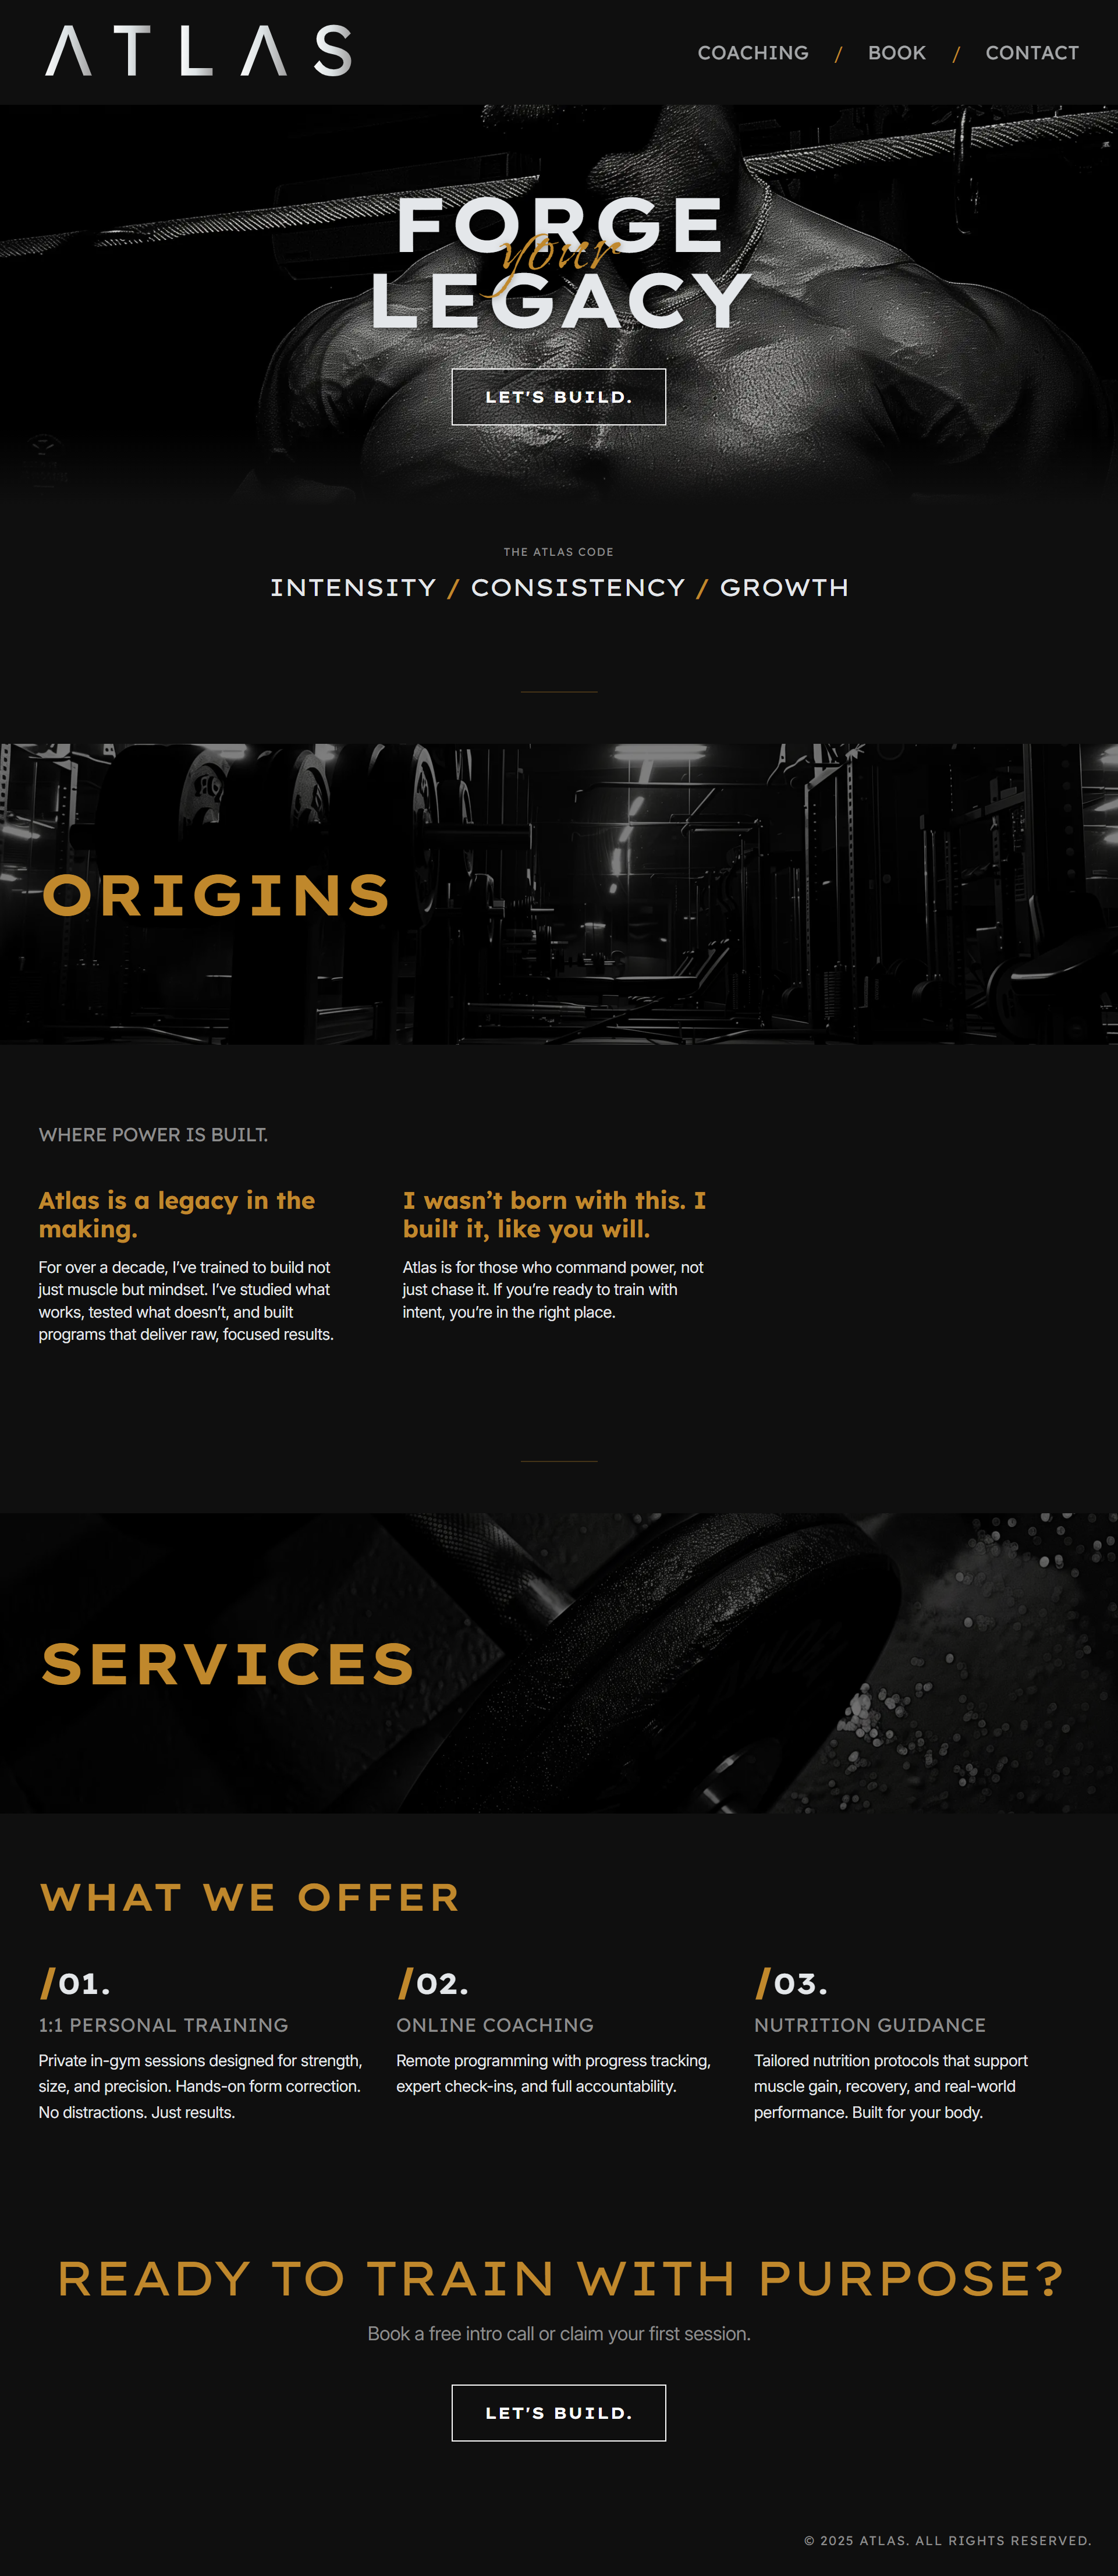 ATLAS
COACHING / BOOK / CONTACT
FORGE
your
LEGACY
LET'S BUILD.
THE ATLAS CODE
INTENSITY / CONSISTENCY / GROWTH
ORIGINS
WHERE POWER IS BUILT.
Atlas is a legacy in the
making.
For over a decade, I’ve trained to build not
just muscle but mindset. I’ve studied what
works, tested what doesn’t, and built
programs that deliver raw, focused results.
I wasn’t born with this. I
built it, like you will.
Atlas is for those who command power, not
just chase it. If you’re ready to train with
intent, you’re in the right place.
SERVICES
WHAT WE OFFER
/01.
1:1 PERSONAL TRAINING
Private in-gym sessions designed for strength,
size, and precision. Hands-on form correction.
No distractions. Just results.
/02.
ONLINE COACHING
Remote programming with progress tracking,
expert check-ins, and full accountability.
/03.
NUTRITION GUIDANCE
Tailored nutrition protocols that support
muscle gain, recovery, and real-world
performance. Built for your body.
READY TO TRAIN WITH PURPOSE?
Book a free intro call or claim your first session.
LET'S BUILD.
© 2025 ATLAS. ALL RIGHTS RESERVED.